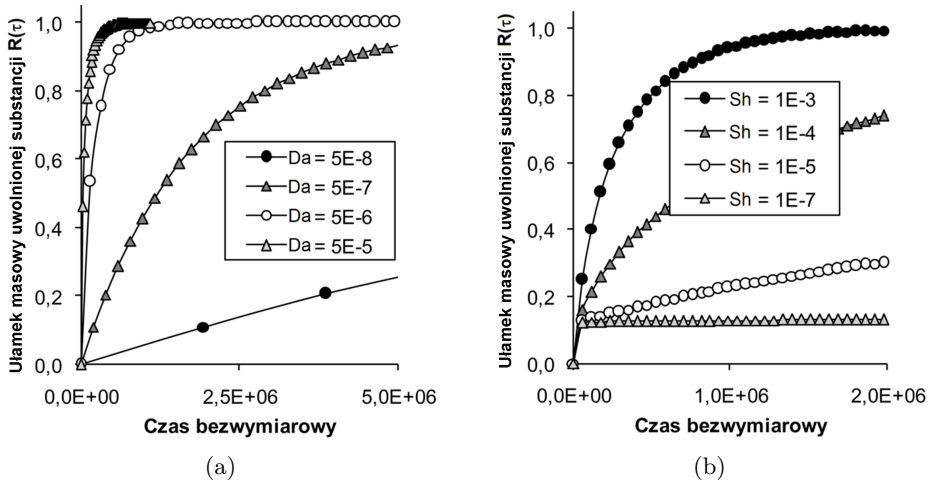 Ułamek masowy uwolnionej substancji R(τ)
1,0
0,8
0,6
0,4
0,2
0,0
Da = 5E-8
Da = 5E-7
Da = 5E-6
Da = 5E-5
0,0E+00 2,5E+06 5,0E+06
Czas bezwymiarowy
(a)
Ułamek masowy uwolnionej substancji R(τ)
1,0
0,8
0,6
0,4
0,2
0,0
Sh = 1E-3
Sh = 1E-4
Sh = 1E-5
Sh = 1E-7
0,0E+00 1,0E+06 2,0E+06
Czas bezwymiarowy
(b)